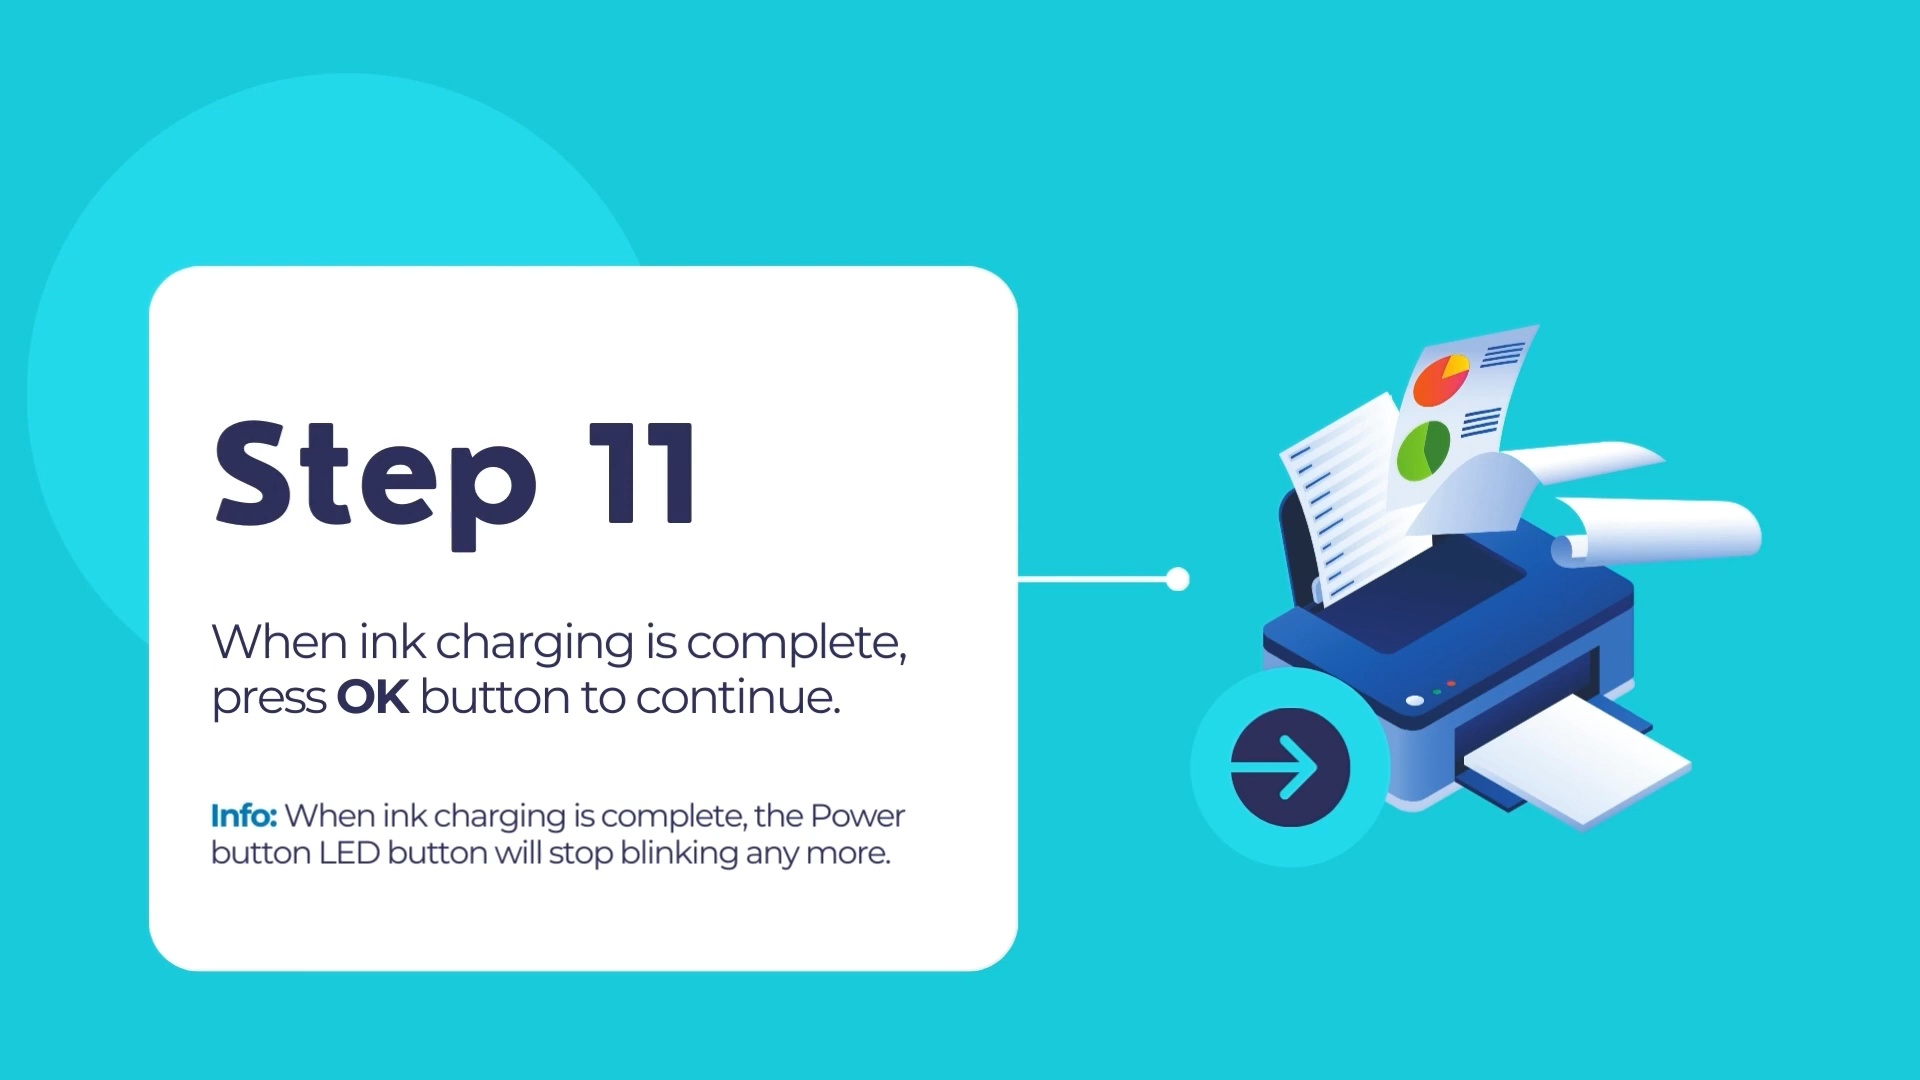 Step 11
When ink charging is complete,
press OK button to continue.
Info: When ink charging is complete, the Power
button LED button will stop blinking any more.